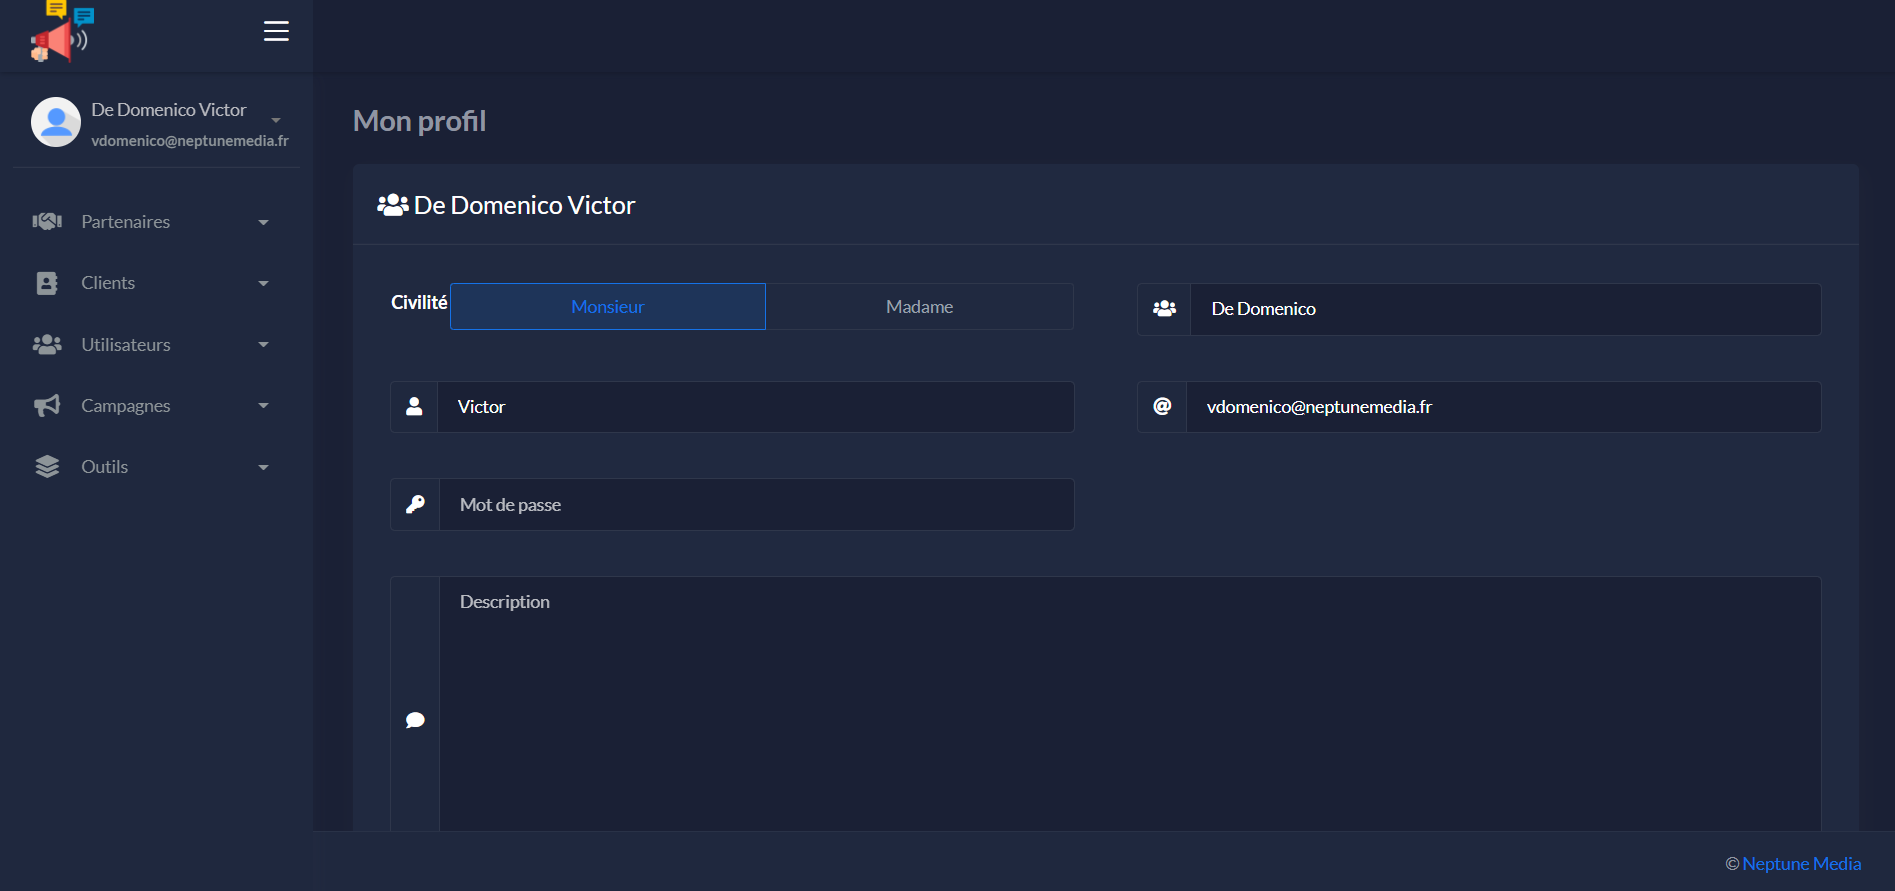 De Domenico Victor
vdomenico@neptunemedia.fr
Partenaires
Clients
Utilisateurs
Campagnes
Outils
Mon profil
De Domenico Victor
Civilité Monsieur Madame
De Domenico
Victor
vdomenico@neptunemedia.fr
Mot de passe
Description
© Neptune Media